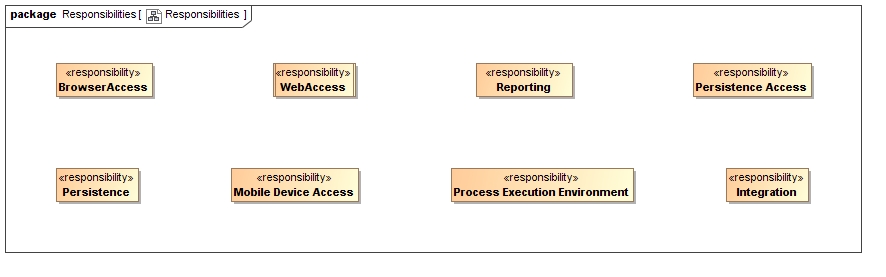 package Responsibilities [ Responsibilities ]
«responsibility»
BrowserAccess
«responsibility»
WebAccess
«responsibility»
Reporting
«responsibility»
Persistence Access
«responsibility»
Persistence
«responsibility»
Mobile Device Access
«responsibility»
Process Execution Environment
«responsibility»
Integration